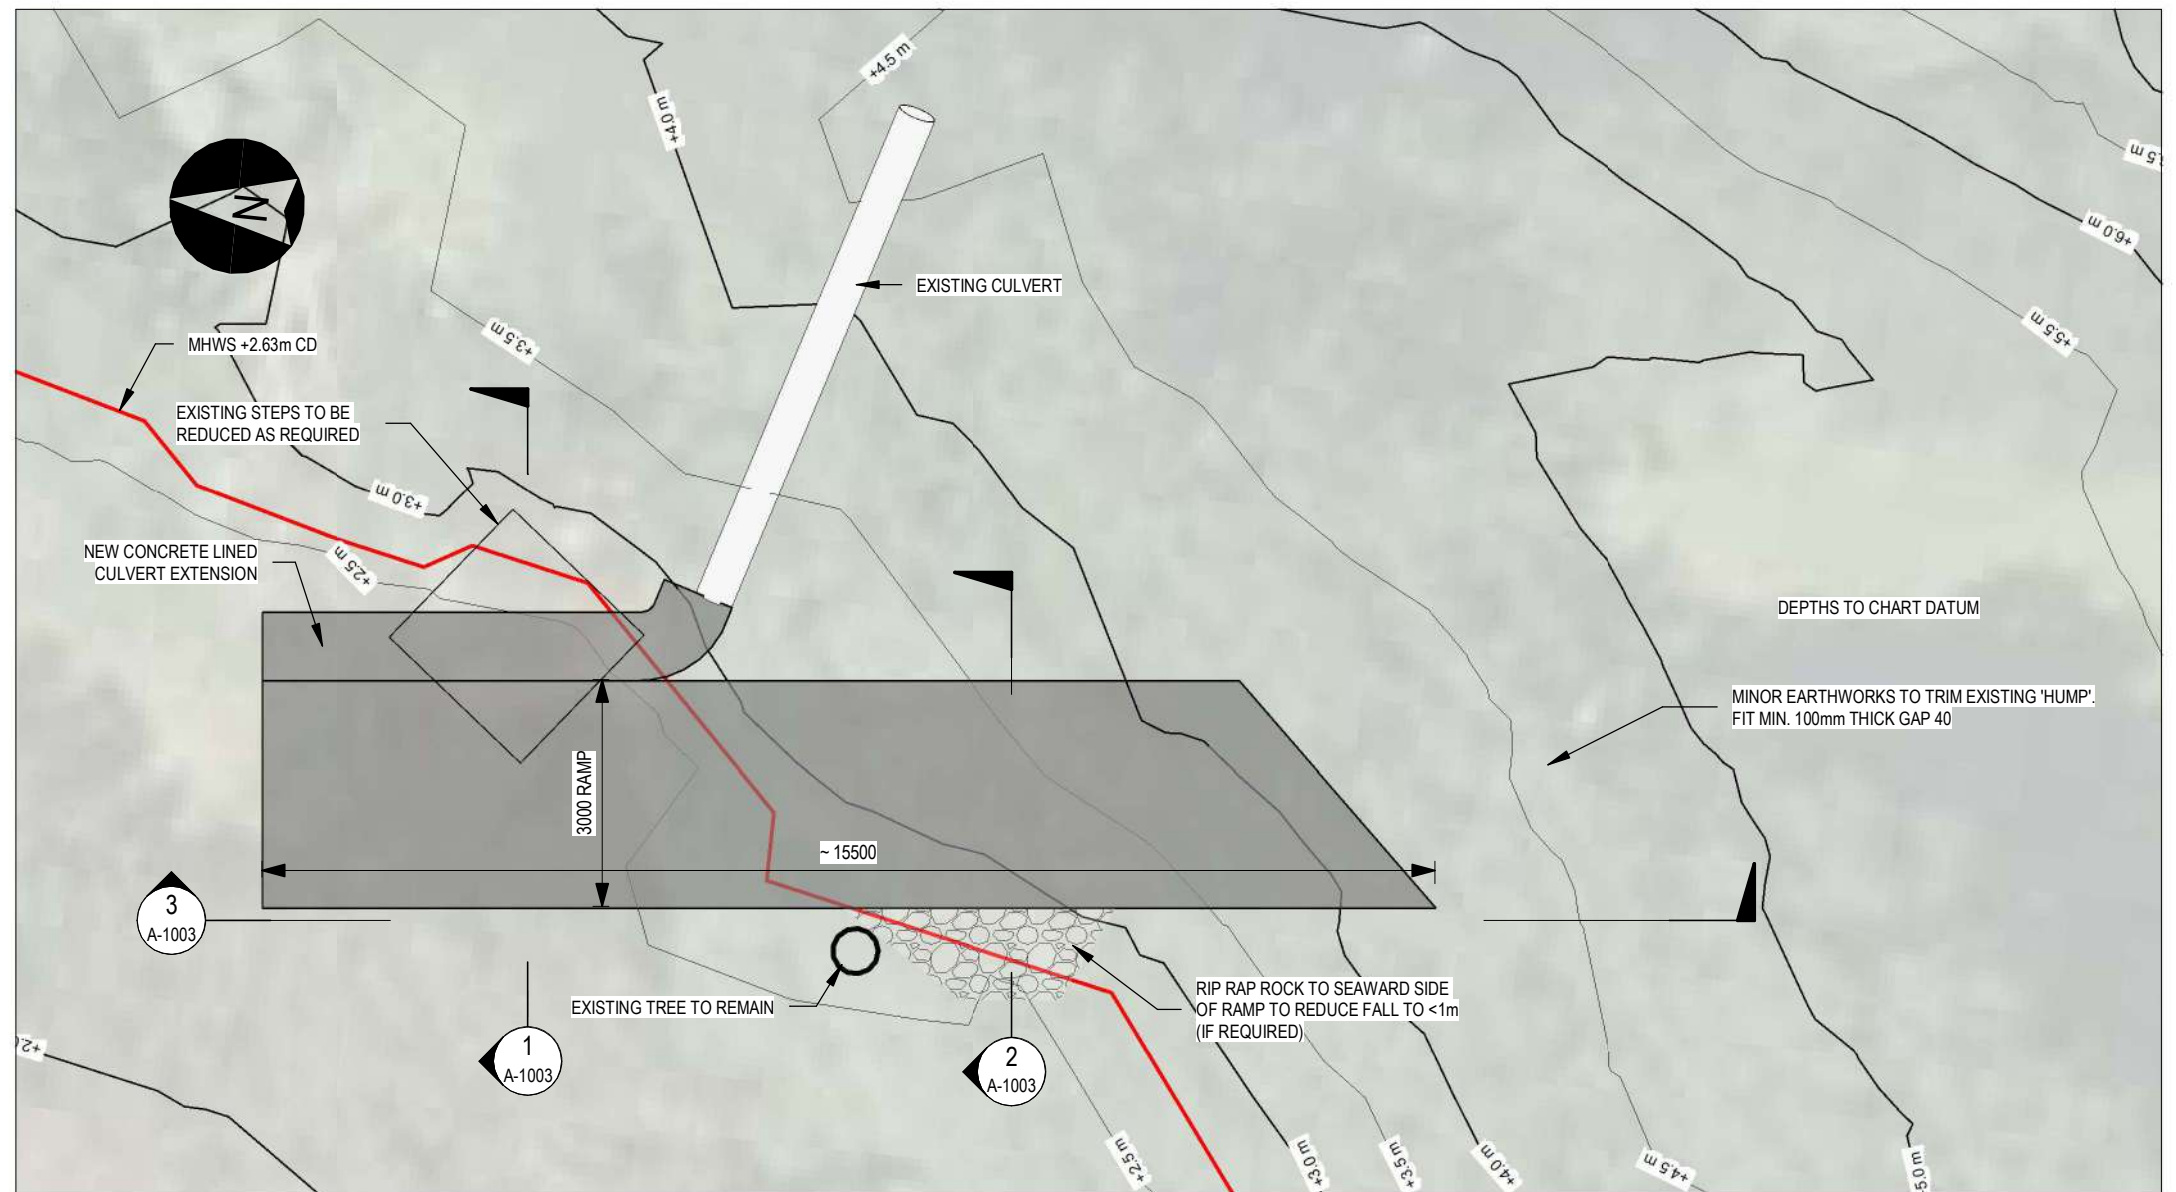 +4.5 m
+4.0 m
N
+6.0 m
EXISTING CULVERT
+3.5 m
+5.5 m
MHWS +2.63m CD
EXISTING STEPS TO BE
REDUCED AS REQUIRED
+3.0 m
NEW CONCRETE LINED
CULVERT EXTENSION
+2.5 m
DEPTHS TO CHART DATUM
MINOR EARTHWORKS TO TRIM EXISTING 'HUMP'.
FIT MIN. 100mm THICK GAP 40
3000 RAMP
~ 15500
3
A-1003
EXISTING TREE TO REMAIN
RIP RAP ROCK TO SEAWARD SIDE
OF RAMP TO REDUCE FALL TO <1m
(IF REQUIRED)
1
A-1003
2
A-1003
+2.5 m
+3.0 m
+3.5 m
+4.0 m
+4.5 m